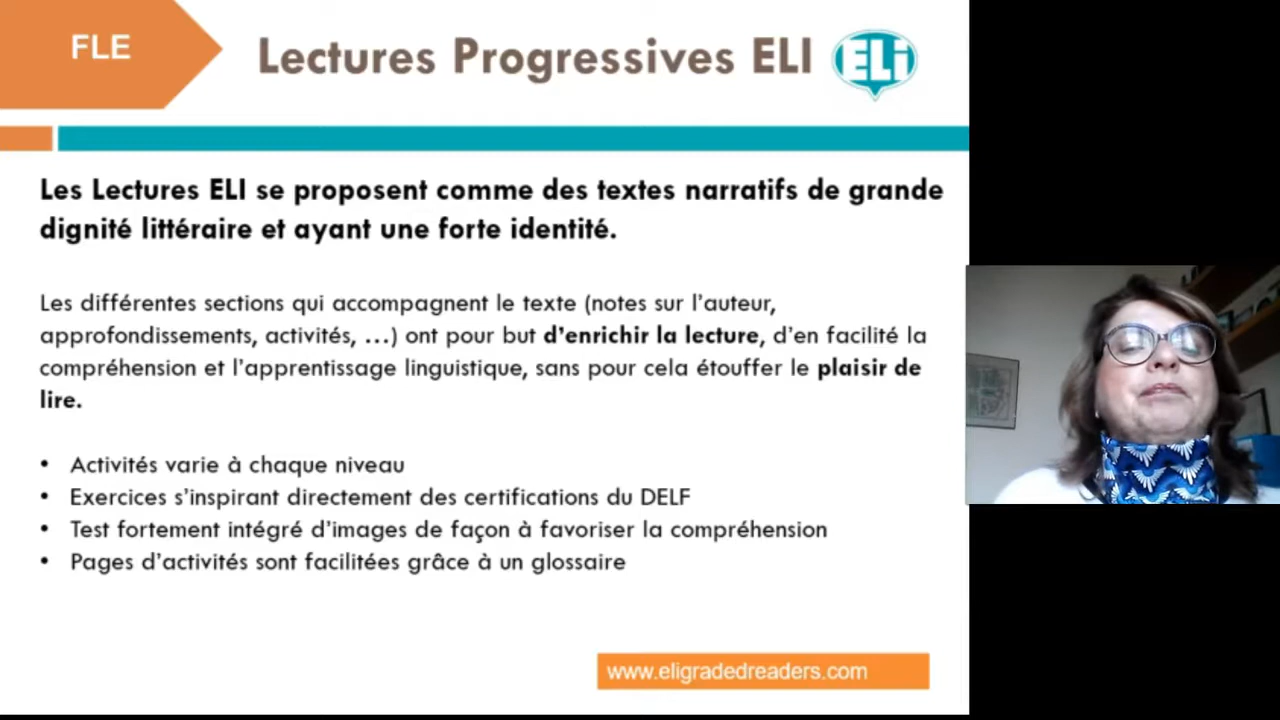 FLE
Lectures Progressives ELI
ELi
Les Lectures ELI se proposent comme des textes narratifs de grande
dignité littéraire et ayant une forte identité.
Les différentes sections qui accompagnent le texte (notes sur l'auteur,
approfondissements, activités, ...) ont pour but d'enrichir la lecture, d'en facilité la
compréhension et l'apprentissage linguistique, sans pour cela étouffer le plaisir de
lire.
• Activités varie à chaque niveau
• Exercices s'inspirant directement des certifications du DELF
• Test fortement intégré d'images de façon à favoriser la compréhension
• Pages d'activités sont facilitées grâce à un glossaire
www.eligradedreaders.com